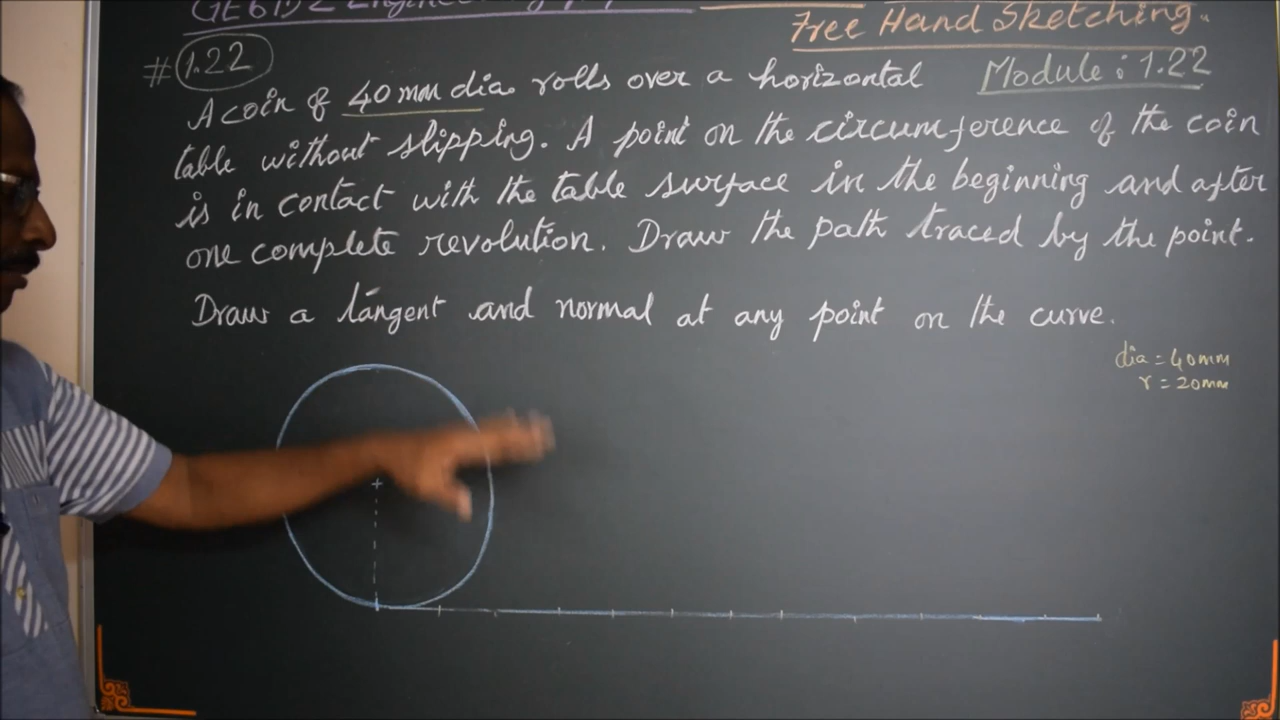 Free Hand Sketching.
# 1.22
Module : 1.22
A coin of 40 mm dia. rolls over a horizontal
table without slipping. A point on the circumference of the coin
is in contact with the table surface in the beginning and after
one complete revolution. Draw the path traced by the point.
Draw a tangent and normal at any point on the curve.
dia = 40mm
r = 20mm